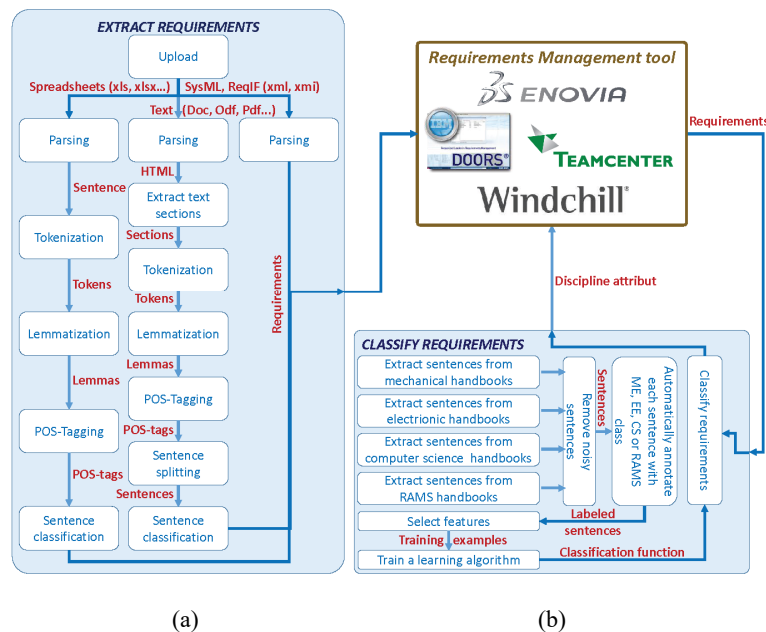 EXTRACT REQUIREMENTS
Upload
Spreadsheets (xls, xlsx...)
SysML, ReqIF (xml, xmi)
Text (Doc, Odf, Pdf...)
Parsing
Parsing
Parsing
HTML
Sentence
Extract text
sections
Tokenization
Sections
Tokenization
Tokens
Tokens
Lemmatization
Lemmatization
Lemmas
Lemmas
POS-Tagging
POS-Tagging
POS-tags
Sentence
splitting
POS-tags
Sentences
Sentence
classification
Sentence
classification
Requirements
(a)
Requirements Management tool
ENOVIA
IBM
DOORS®
TEAMCENTER
Windchill®
Requirements
Discipline attribut
CLASSIFY REQUIREMENTS
Extract sentences from
mechanical handbooks
Extract sentences from
electrionic handbooks
Extract sentences from
computer science handbooks
Extract sentences from
RAMS handbooks
Remove noisy
sentences
Sentences
Automatically annotate
each sentence with
ME, EE, CS or RAMS
class
Classify requirements
Labeled
sentences
Select features
Training examples
Train a learning algorithm
Classification function
(b)